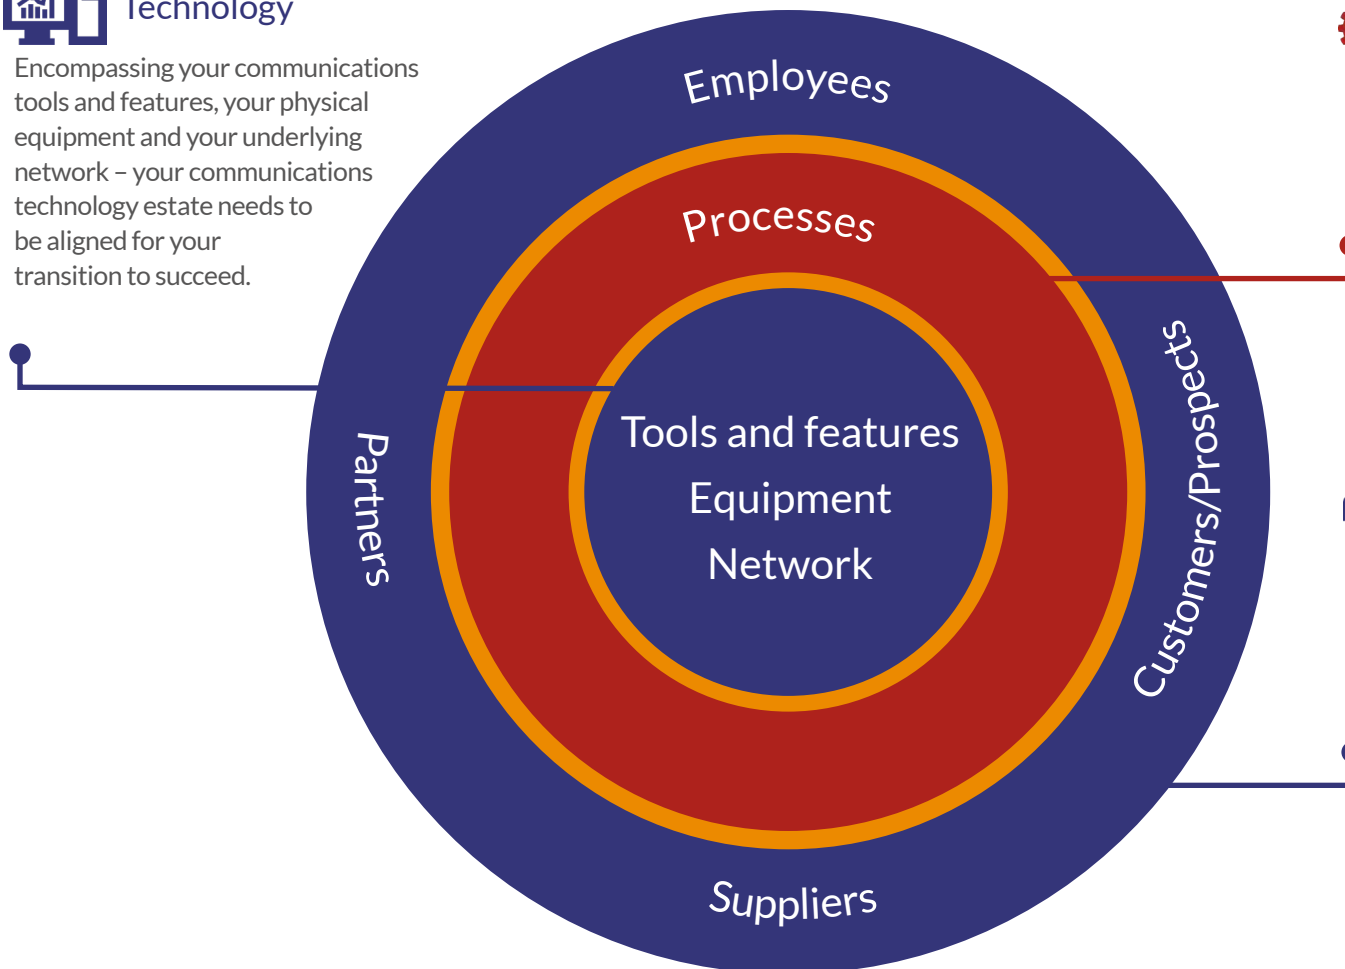 Technology
Encompassing your communications
tools and features, your physical
equipment and your underlying
network – your communications
technology estate needs to
be aligned for your
transition to succeed.
Employees
Processes
Partners
Tools and features
Equipment
Network
Customers/Prospects
Suppliers